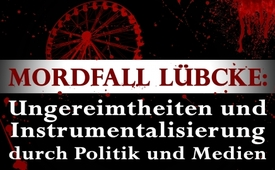 MORDFALL LÜBCKE:
Ungereimtheiten und
Instrumentalisierung
durch Politik und Medien